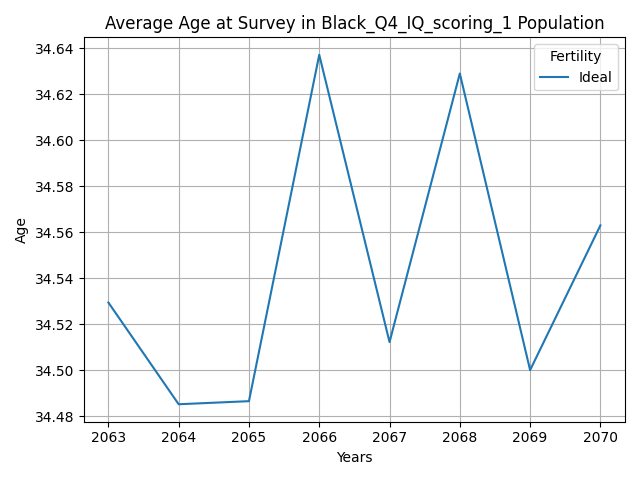 Average Age at Survey in Black_Q4_IQ_scoring_1 Population
Fertility
Ideal
34.64
34.62
34.60
34.58
34.56
34.54
34.52
34.50
34.48
Age
2063 2064 2065 2066 2067 2068 2069 2070
Years